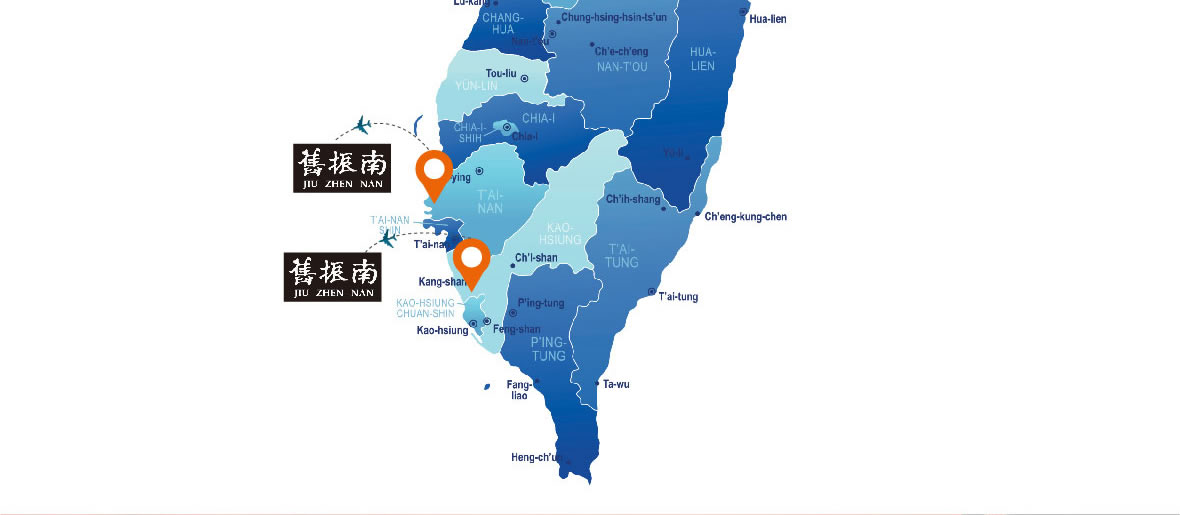 Lu-kang
CHANG-
HUA
Chung-hsing-hsin-ts'un
Hua-lien
Nan-t'ou
Ch'e-ch'eng
NAN-T'OU
HUA-
LIEN
Tou-liu
YÜN-LIN
CHIA-I
CHIA-I-
SHIH
Chia-I
舊振南
JIU ZHEN NAN
Yü-li
ying
T'AI-
NAN
Ch'ih-shang
Ch'eng-kung-chen
T'AI-NAN
SHIN
KAO-
HSIUNG
T'ai-nan
T'AI-
TUNG
Ch'i-shan
舊振南
JIU ZHEN NAN
Kang-shan
T'ai-tung
KAO-HSIUNG
CHUAN-SHIN
P'ing-tung
Kao-hsiung
Feng-shan
P'ING-
TUNG
Fang-
liao
Ta-wu
Heng-ch'un